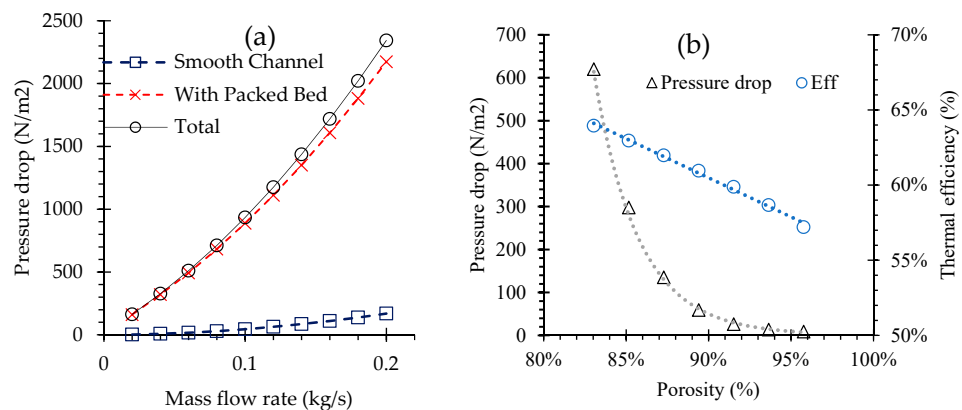 (a)
Smooth Channel
With Packed Bed
Total
Pressure drop (N/m2)
2500
2000
1500
1000
500
0
0
0.1
0.2
Mass flow rate (kg/s)
(b)
Pressure drop
Eff
Pressure drop (N/m2)
700
600
500
400
300
200
100
0
70%
65%
60%
55%
50%
Thermal efficiency (%)
80%
85%
90%
95%
100%
Porosity (%)